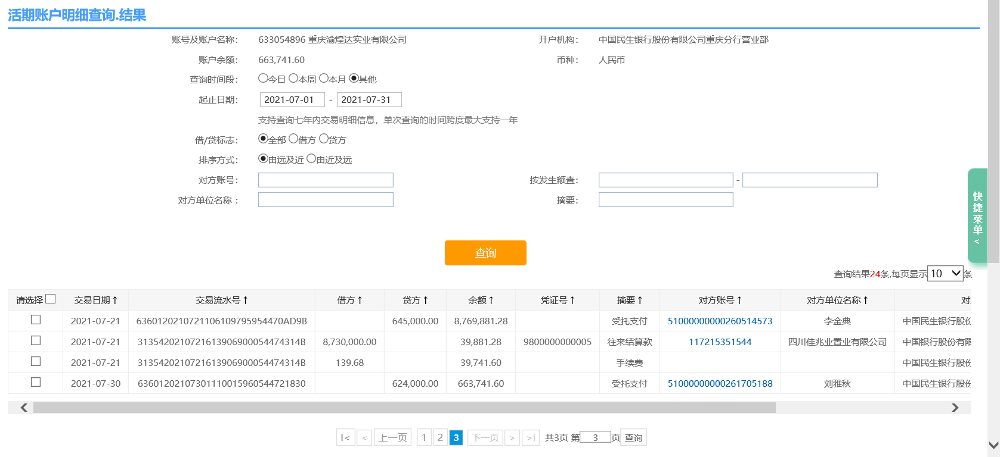 活期账户明细查询.结果
账号及账户名称： 633054896 重庆渝煌达实业有限公司 开户机构： 中国民生银行股份有限公司重庆分行营业部
账户余额： 663,741.60 币种： 人民币
查询时间段： 今日 本周 本月 其他
起止日期： 2021-07-01 - 2021-07-31
支持查询七年内交易明细信息，单次查询的时间跨度最大支持一年
借/贷标志： 全部 借方 贷方
排序方式： 由远及近 由近及远
对方账号： 按发生额查： -
对方单位名称 ： 摘要：
快捷菜单 <
查询
查询结果24条,每页显示 10 条
请选择 交易日期↑ 交易流水号↑ 借方↑ 贷方↑ 余额↑ 凭证号↑ 摘要↑ 对方账号↑ 对方单位名称↑ 对
2021-07-21 63601202107211061097959544​70AD9B 645,000.00 8,769,881.28 受托支付 51000000000260514573 李金典 中国民生银行股份
2021-07-21 31354202107216139069000544​74314B 8,730,000.00 39,881.28 9800000000005 往来结算款 117215351544 四川佳兆业置业有限公司 中国银行股份有限
2021-07-21 31354202107216139069000544​74314B 139.68 39,741.60 手续费 中国民生银行股份
2021-07-30 63601202107301110015960544721830 624,000.00 663,741.60 受托支付 51000000000261705188 刘雅秋 中国民生银行股份
|< < 上一页 1 2 3 下一页 > >| 共3页 第 3 页 查询